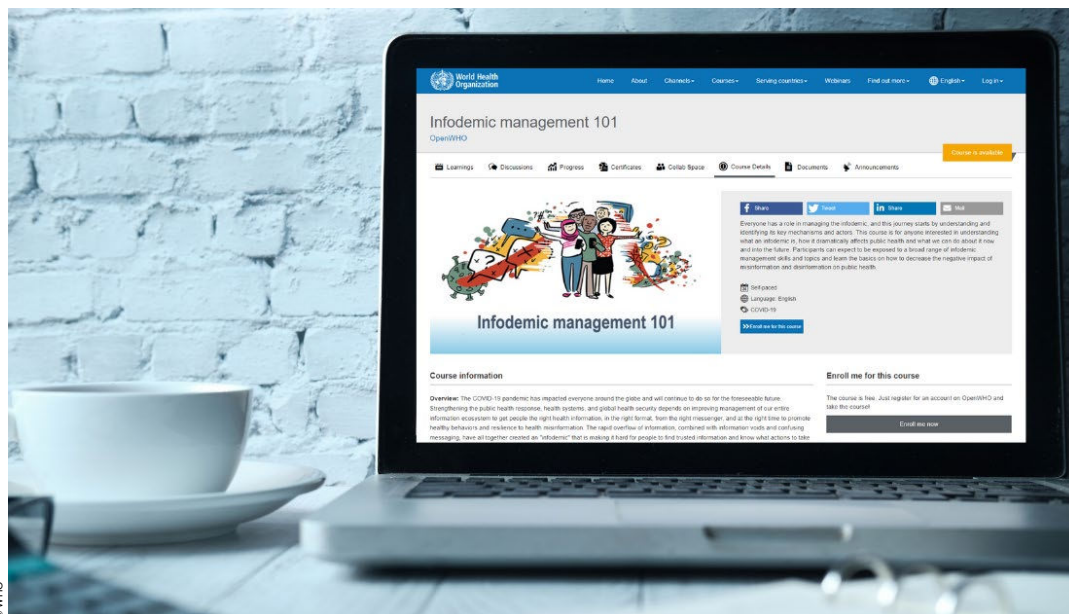 World Health
Organization
Home About Channels Courses Serving countries Webinars Find out more English Log in
Infodemic management 101
OpenWHO
Course is available
Learnings Discussions Progress Certificates Collab Space Course Details Documents Announcements
?#
?
!
Infodemic management 101
Share Tweet Share Mail
Everyone has a role in managing the infodemic, and this journey starts by understanding and
identifying its key mechanisms and actors. This course is for anyone interested in understanding
what an infodemic is, how it dramatically affects public health and what we can do about it now
and into the future. Participants can expect to be exposed to a broad range of infodemic
management skills and topics and learn the basics on how to decrease the negative impact of
misinformation and disinformation on public health.
Self-paced
Language: English
COVID-19
Enroll me for this course
Course information
Overview: The COVID-19 pandemic has impacted everyone around the globe and will continue to do so for the foreseeable future.
Strengthening the public health response, health systems, and global health security depends on improving management of our entire
information ecosystem to get people the right health information, in the right format, from the right messenger, and at the right time to promote
healthy behaviors and resilience to health misinformation. The rapid overflow of information, combined with information voids and confusing
messaging, have all together created an "infodemic" that is making it hard for people to find trusted information and know what actions to take
Enroll me for this course
The course is free. Just register for an account on OpenWHO and
take the course!
Enroll me now